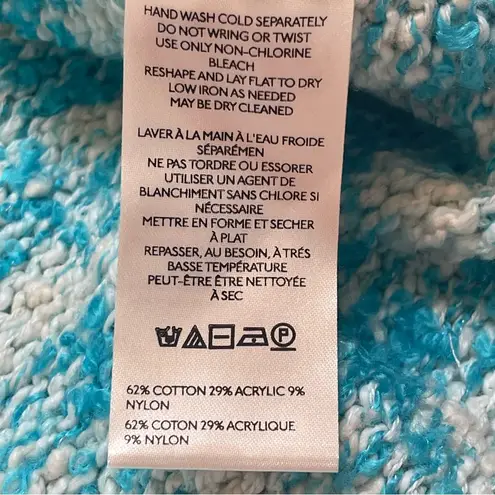 HAND WASH COLD SEPARATELY
DO NOT WRING OR TWIST
USE ONLY NON-CHLORINE
BLEACH
RESHAPE AND LAY FLAT TO DRY
LOW IRON AS NEEDED
MAY BE DRY CLEANED
LAVER À LA MAIN À L'EAU FROIDE
SÉPARÉMEN
NE PAS TORDRE OU ESSORER
UTILISER UN AGENT DE
BLANCHIMENT SANS CHLORE SI
NÉCESSAIRE
METTRE EN FORME ET SECHER
À PLAT
REPASSER, AU BESOIN, À TRÉS
BASSE TEMPÉRATURE
PEUT-ÊTRE ÊTRE NETTOYÉE
À SEC
P
62% COTTON 29% ACRYLIC 9%
NYLON
62% COTON 29% ACRYLIQUE
9% NYLON